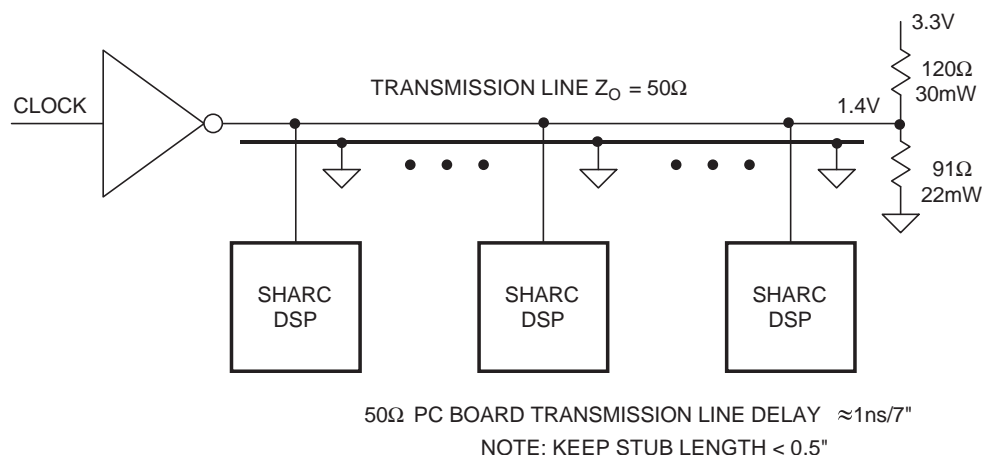 3.3V
120Ω
30mW
TRANSMISSION LINE Z_O = 50Ω
CLOCK
1.4V
91Ω
22mW
SHARC
DSP
SHARC
DSP
SHARC
DSP
50Ω PC BOARD TRANSMISSION LINE DELAY ≈1ns/7"
NOTE: KEEP STUB LENGTH < 0.5"